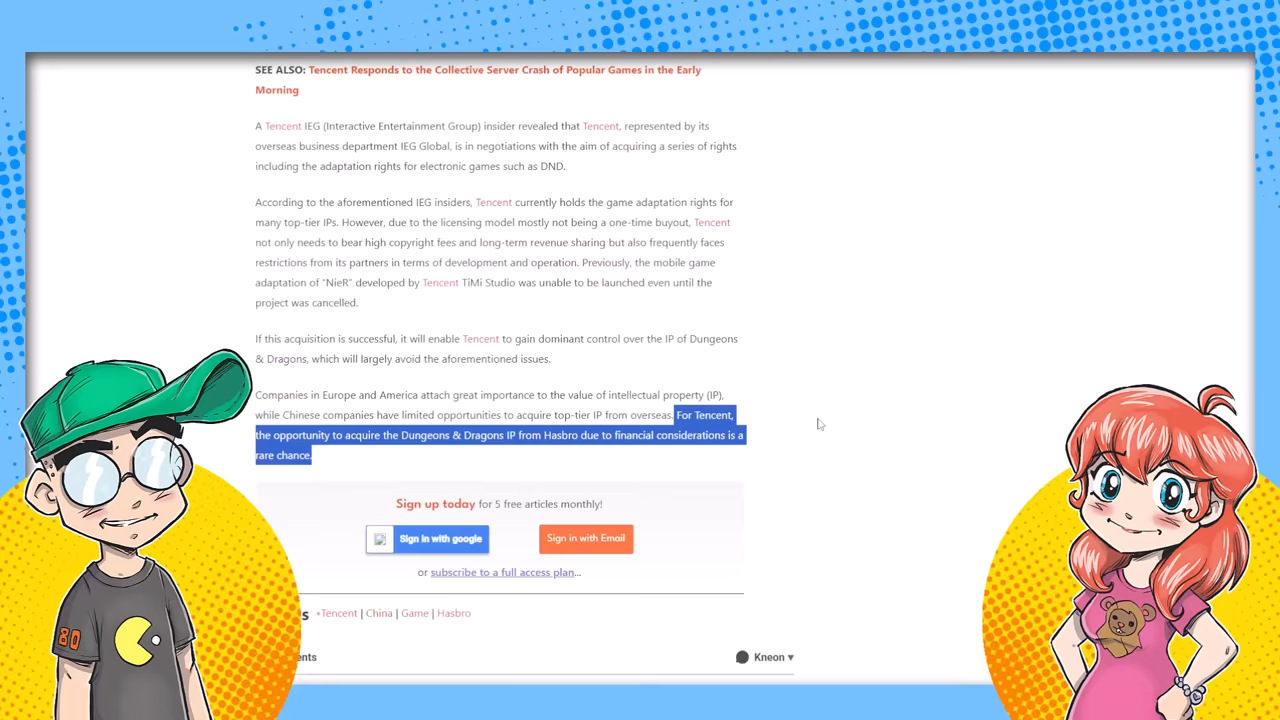 SEE ALSO: Tencent Responds to the Collective Server Crash of Popular Games in the Early
Morning
A Tencent IEG (Interactive Entertainment Group) insider revealed that Tencent, represented by its
overseas business department IEG Global, is in negotiations with the aim of acquiring a series of rights
including the adaptation rights for electronic games such as DND.
According to the aforementioned IEG insiders, Tencent currently holds the game adaptation rights for
many top-tier IPs. However, due to the licensing model mostly not being a one-time buyout, Tencent
not only needs to bear high copyright fees and long-term revenue sharing but also frequently faces
restrictions from its partners in terms of development and operation. Previously, the mobile game
adaptation of "NieR" developed by Tencent TiMi Studio was unable to be launched even until the
project was cancelled.
If this acquisition is successful, it will enable Tencent to gain dominant control over the IP of Dungeons
& Dragons, which will largely avoid the aforementioned issues.
Companies in Europe and America attach great importance to the value of intellectual property (IP),
while Chinese companies have limited opportunities to acquire top-tier IP from overseas. For Tencent,
the opportunity to acquire the Dungeons & Dragons IP from Hasbro due to financial considerations is a
rare chance.
Sign up today for 5 free articles monthly!
Sign in with google
Sign in with Email
or subscribe to a full access plan...
s •Tencent | China | Game | Hasbro
ents
Kneon ▾
80